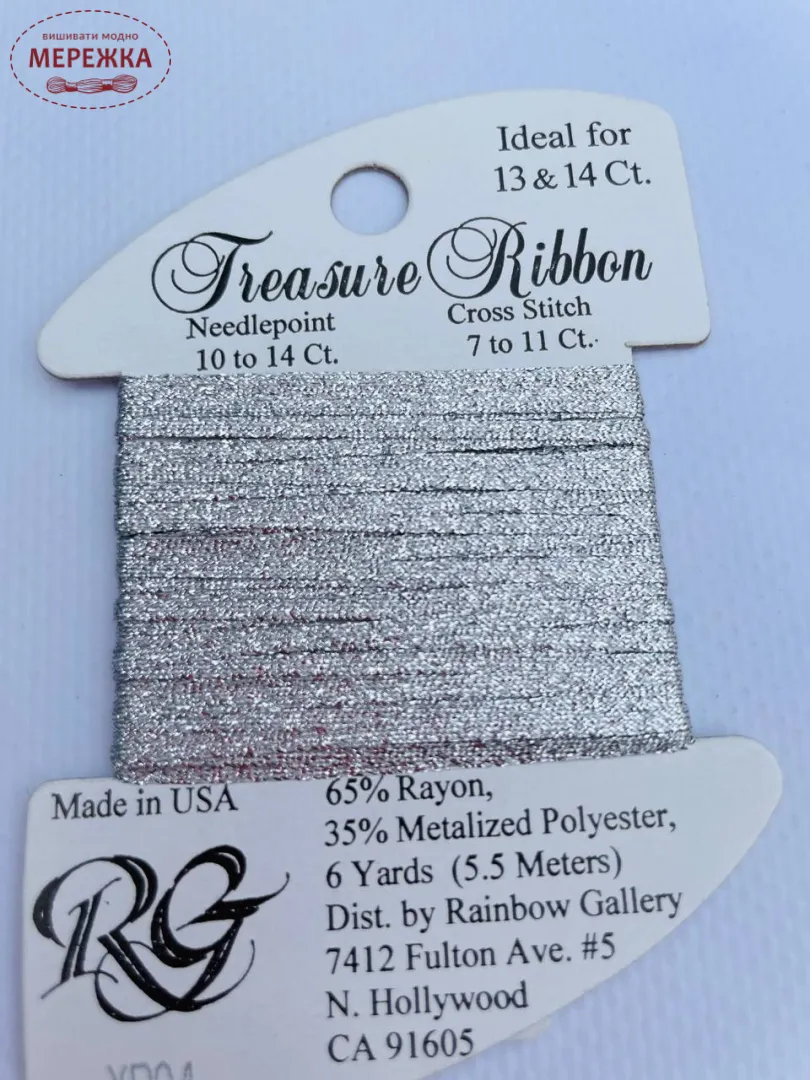 вишивати модно
МЕРЕЖКА
Ideal for
13 & 14 Ct.
Treasure Ribbon
Needlepoint
10 to 14 Ct.
Cross Stitch
7 to 11 Ct.
Made in USA
RG
65% Rayon,
35% Metalized Polyester,
6 Yards (5.5 Meters)
Dist. by Rainbow Gallery
7412 Fulton Ave. #5
N. Hollywood
CA 91605